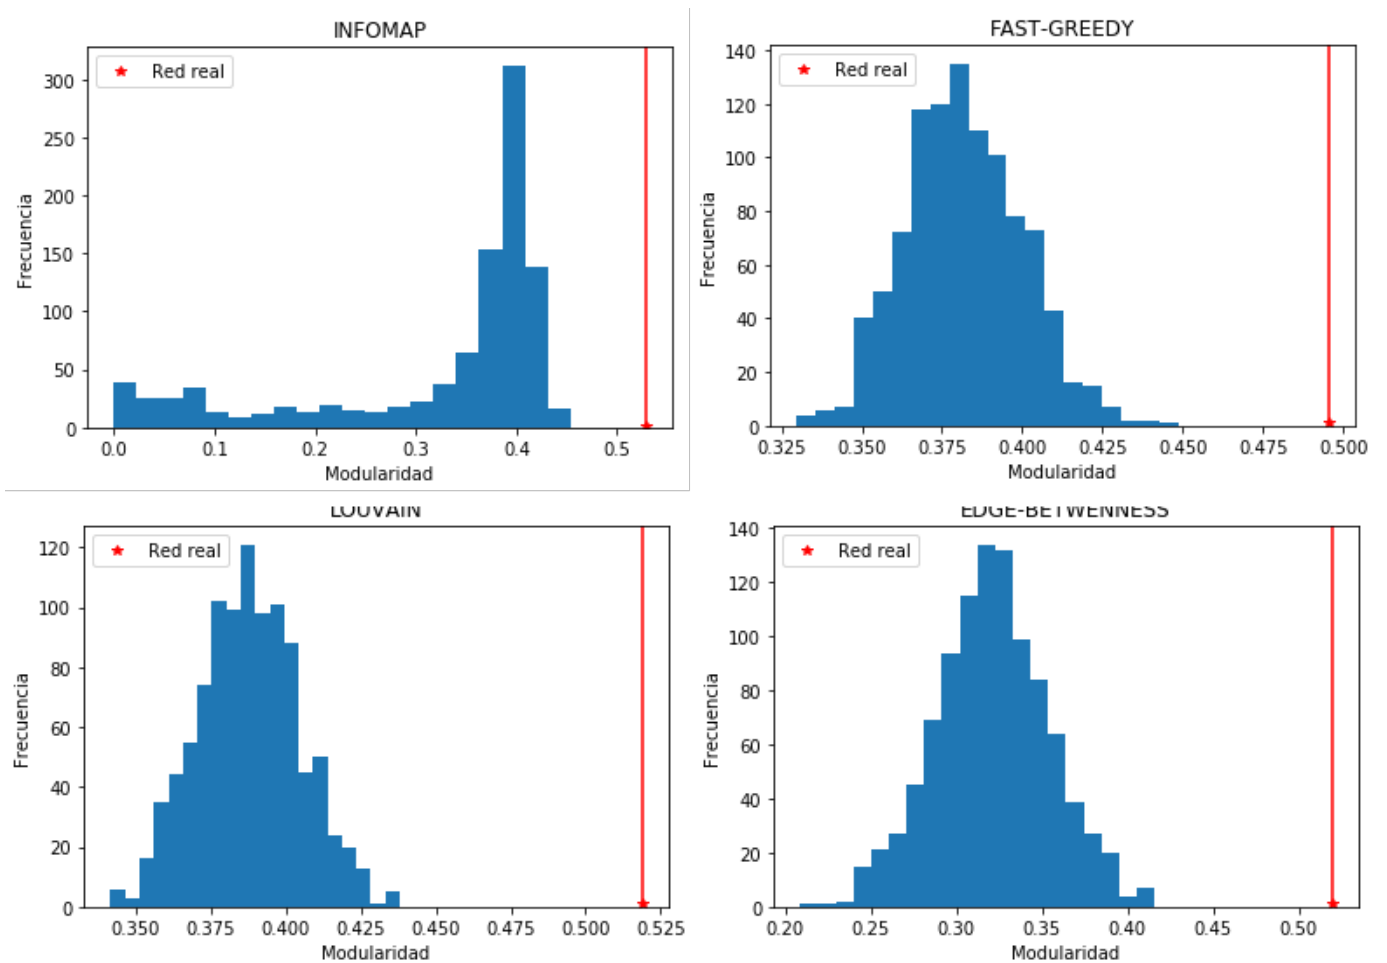 INFOMAP
Red real
300
250
200
150
100
50
0
Frecuencia
0.0 0.1 0.2 0.3 0.4 0.5
Modularidad
FAST-GREEDY
Red real
140
120
100
80
60
40
20
0
Frecuencia
0.325 0.350 0.375 0.400 0.425 0.450 0.475 0.500
Modularidad
LOUVAIN
Red real
120
100
80
60
40
20
0
Frecuencia
0.350 0.375 0.400 0.425 0.450 0.475 0.500 0.525
Modularidad
EDGE-BETWENNESS
Red real
140
120
100
80
60
40
20
0
Frecuencia
0.20 0.25 0.30 0.35 0.40 0.45 0.50
Modularidad